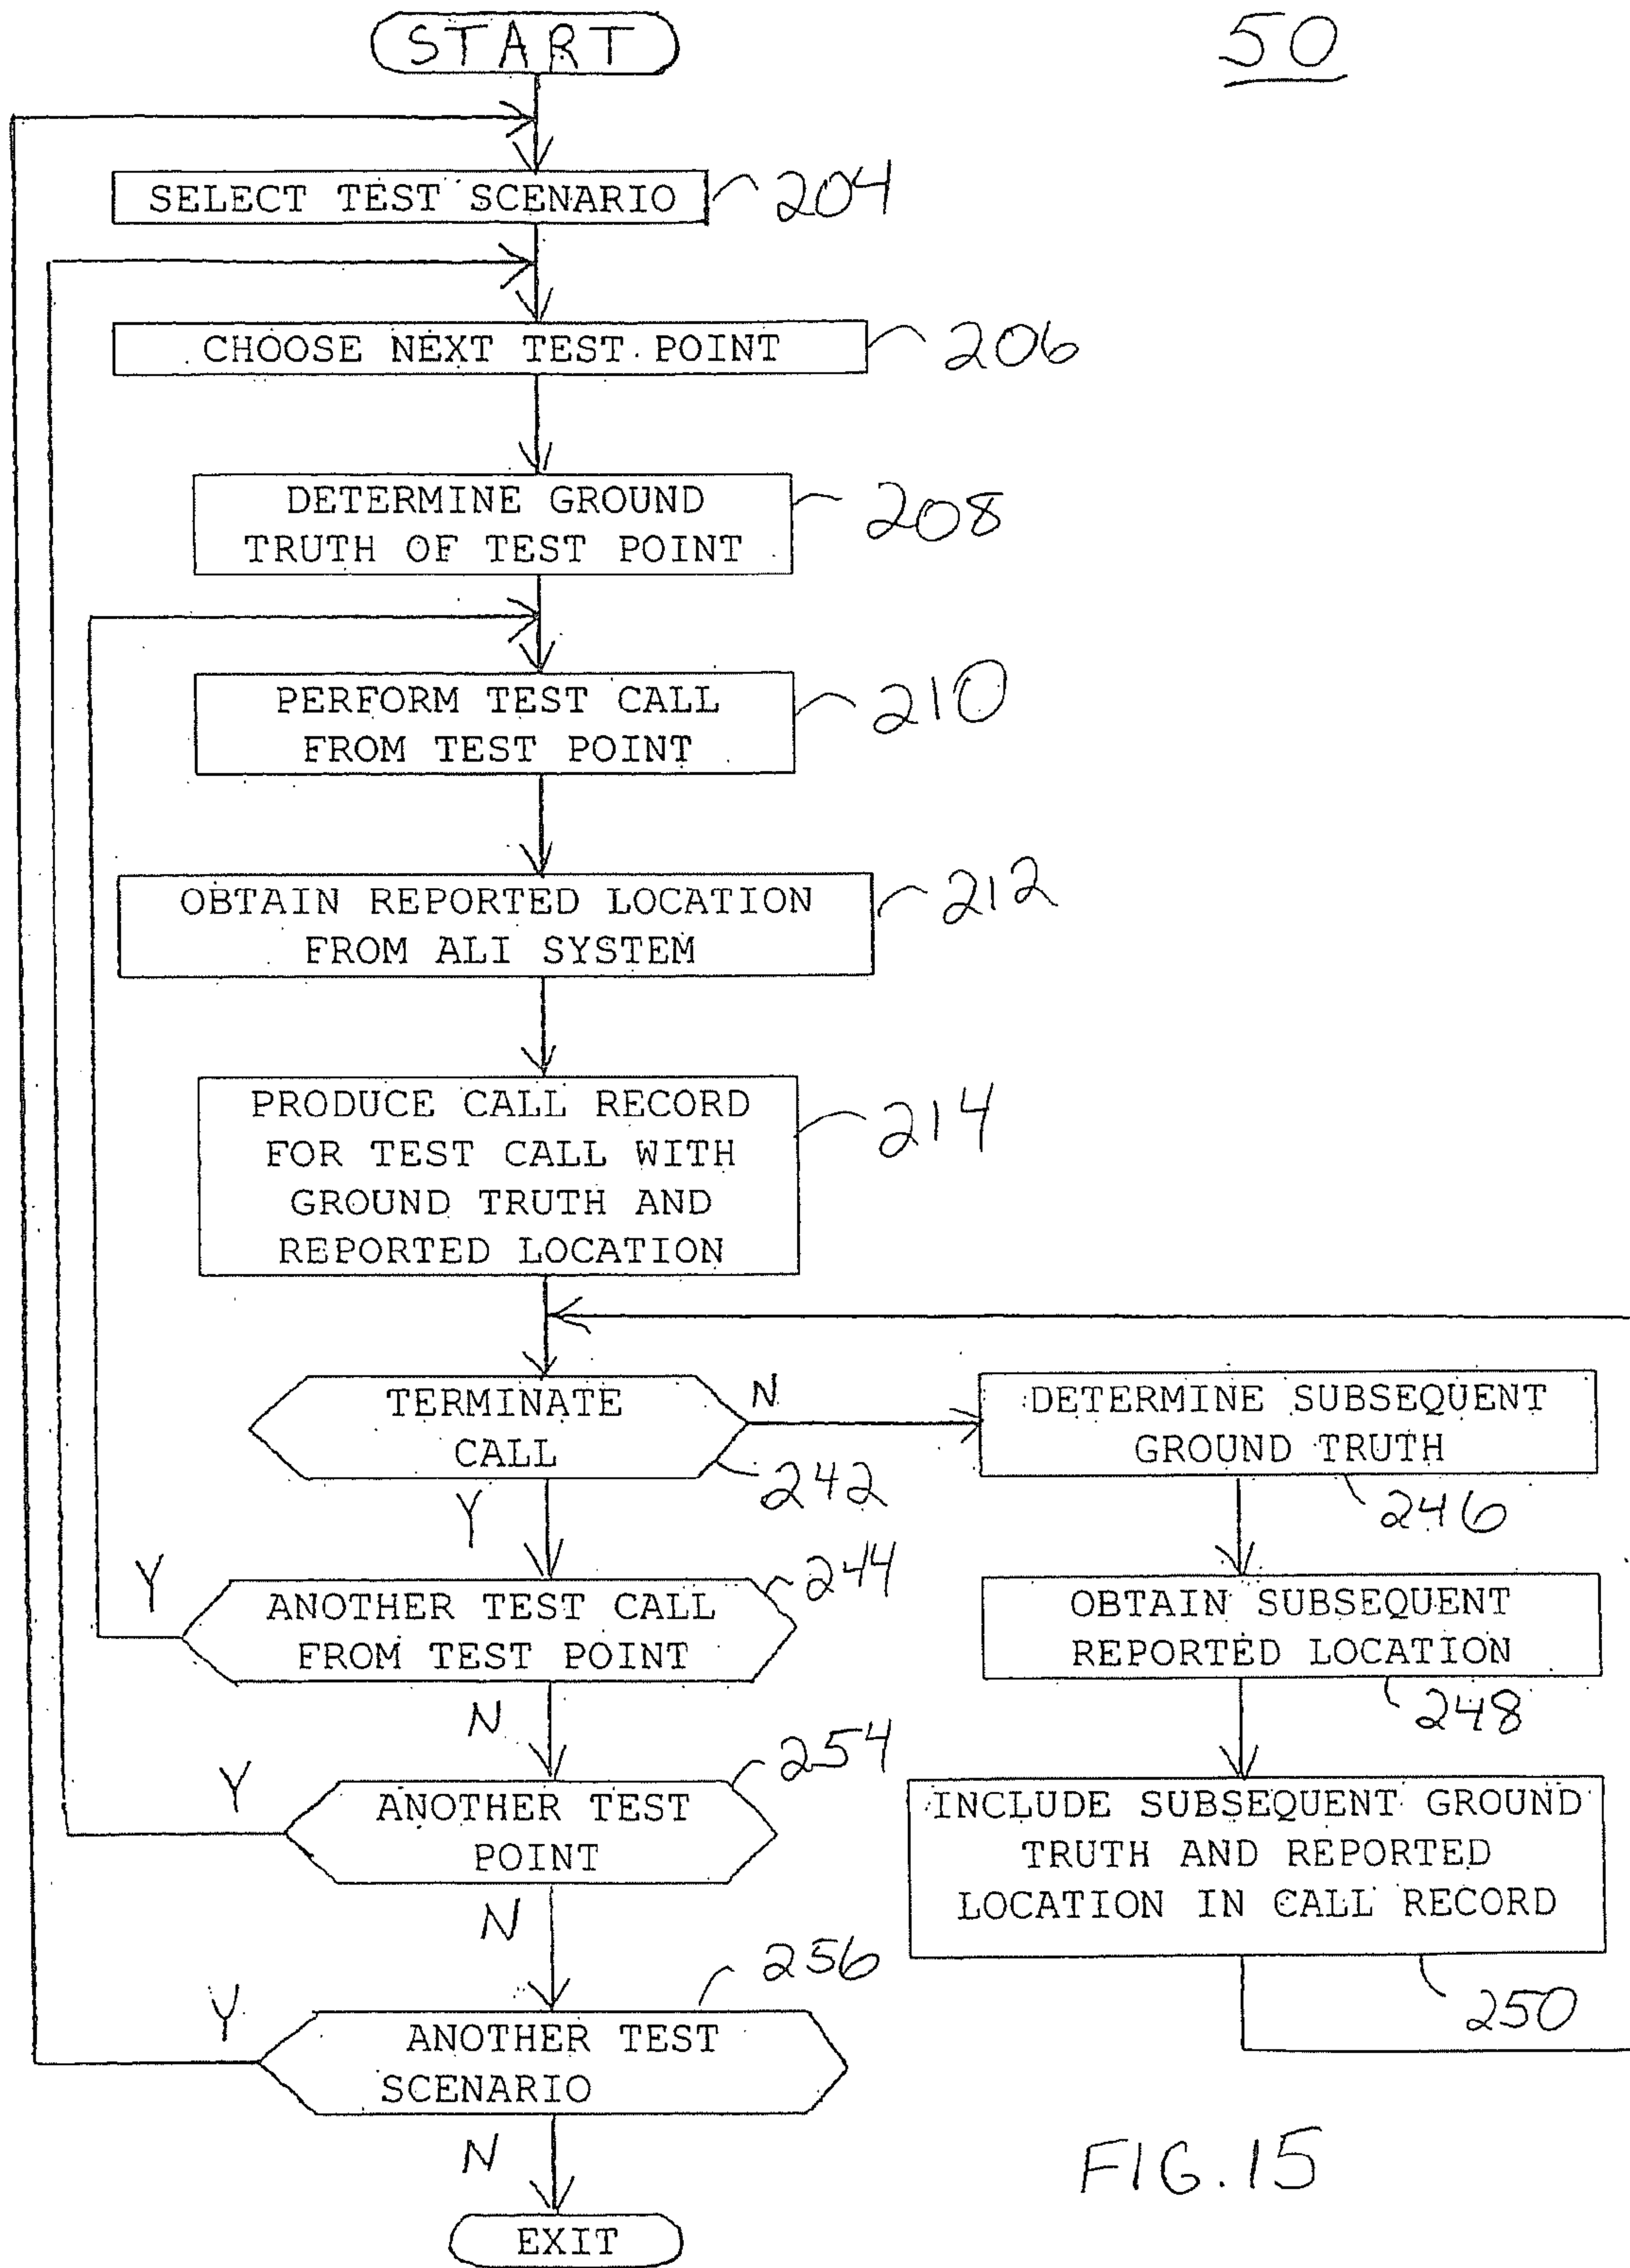 START
50
SELECT TEST SCENARIO
204
CHOOSE NEXT TEST POINT
206
DETERMINE GROUND
TRUTH OF TEST POINT
208
PERFORM TEST CALL
FROM TEST POINT
210
OBTAIN REPORTED LOCATION
FROM ALI SYSTEM
212
PRODUCE CALL RECORD
FOR TEST CALL WITH
GROUND TRUTH AND
REPORTED LOCATION
214
TERMINATE
CALL
242
N
Y
DETERMINE SUBSEQUENT
GROUND TRUTH
246
ANOTHER TEST CALL
FROM TEST POINT
244
Y
N
OBTAIN SUBSEQUENT
REPORTED LOCATION
248
ANOTHER TEST
POINT
254
Y
N
INCLUDE SUBSEQUENT GROUND
TRUTH AND REPORTED
LOCATION IN CALL RECORD
250
ANOTHER TEST
SCENARIO
256
Y
N
EXIT
FIG. 15